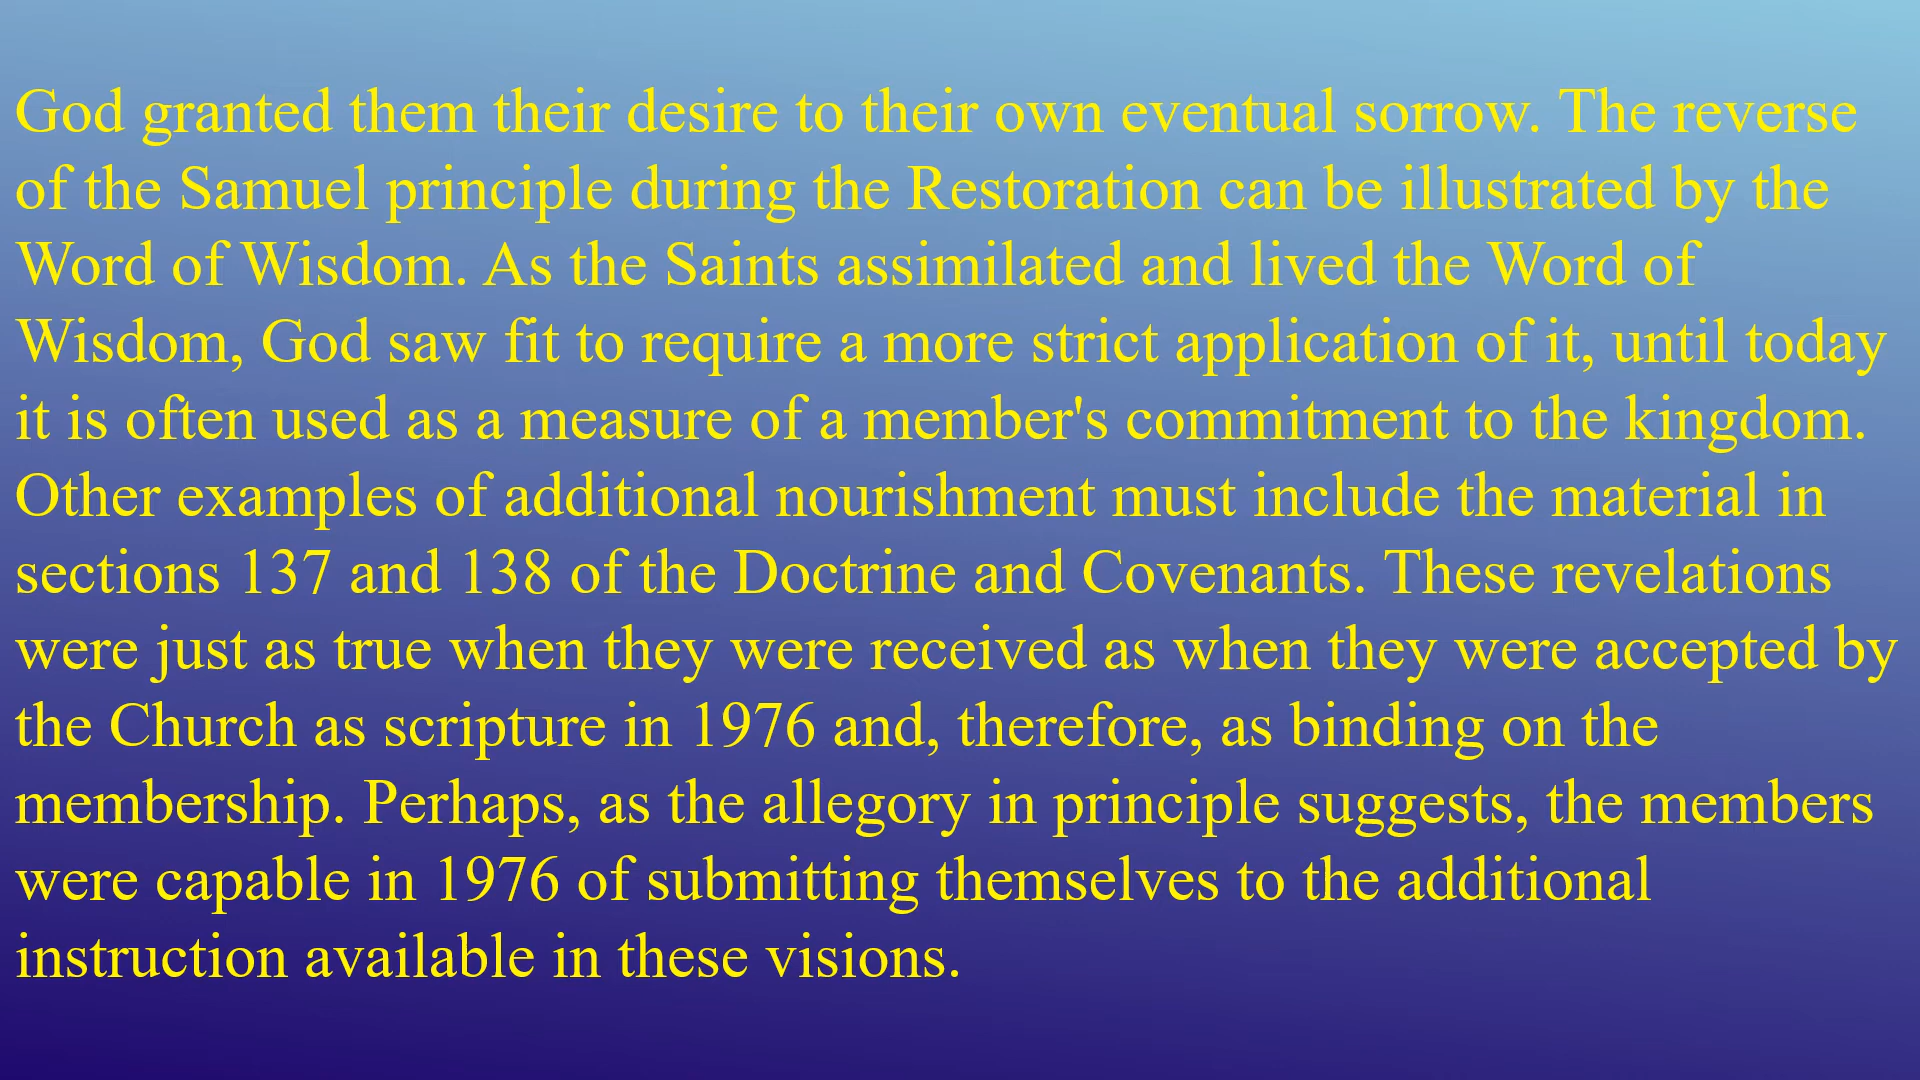 God granted them their desire to their own eventual sorrow. The reverse
of the Samuel principle during the Restoration can be illustrated by the
Word of Wisdom. As the Saints assimilated and lived the Word of
Wisdom, God saw fit to require a more strict application of it, until today
it is often used as a measure of a member's commitment to the kingdom.
Other examples of additional nourishment must include the material in
sections 137 and 138 of the Doctrine and Covenants. These revelations
were just as true when they were received as when they were accepted by
the Church as scripture in 1976 and, therefore, as binding on the
membership. Perhaps, as the allegory in principle suggests, the members
were capable in 1976 of submitting themselves to the additional
instruction available in these visions.